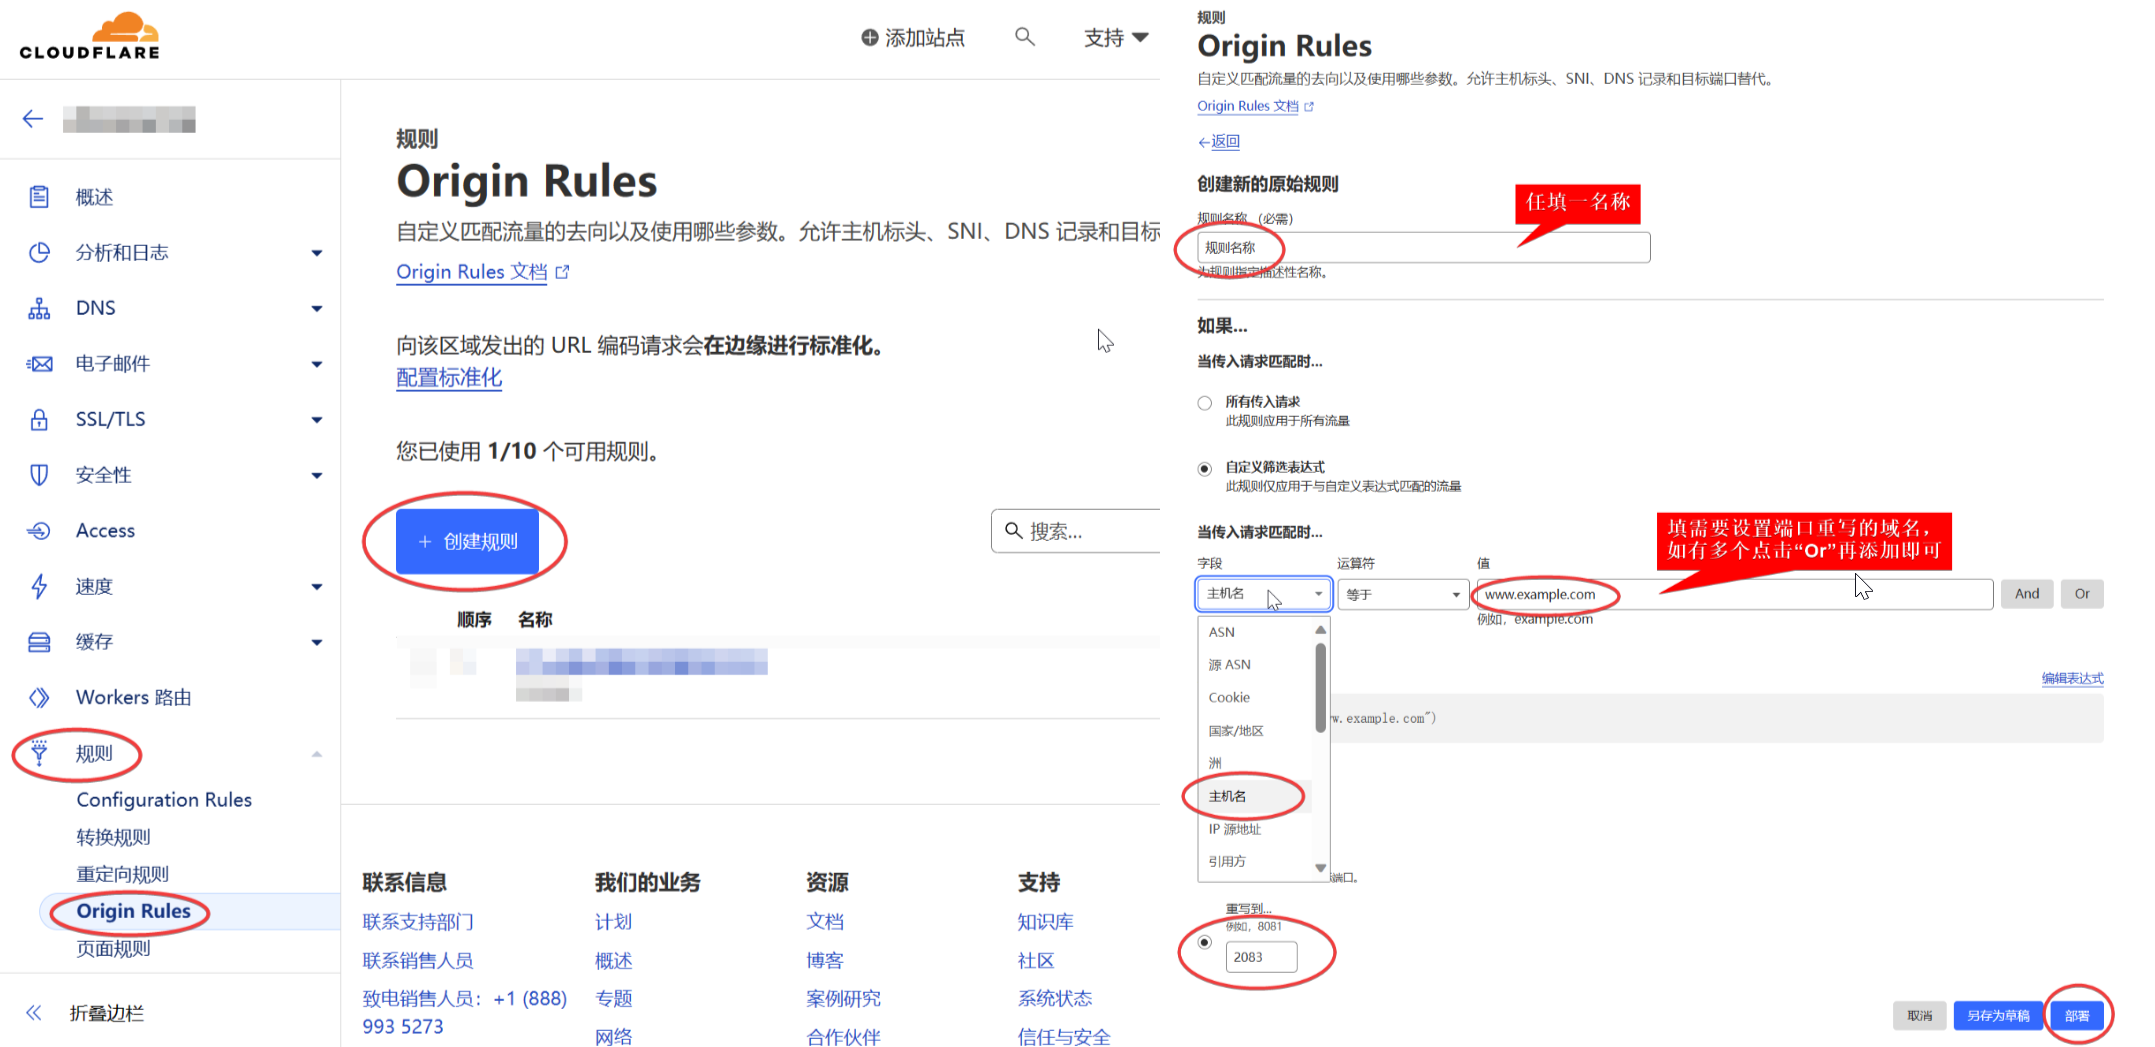 CLOUDFLARE
添加站点
支持
概述
分析和日志
DNS
电子邮件
SSL/TLS
安全性
Access
速度
缓存
Workers 路由
规则
Configuration Rules
转换规则
重定向规则
Origin Rules
页面规则
折叠边栏
规则
Origin Rules
自定义匹配流量的去向以及使用哪些参数。允许主机标头、SNI、DNS 记录和目标
Origin Rules 文档
向该区域发出的 URL 编码请求会在边缘进行标准化。
配置标准化
您已使用 1/10 个可用规则。
+ 创建规则
搜索...
顺序 名称
联系信息
联系支持部门
联系销售人员
致电销售人员：+1 (888)
993 5273
我们的业务
计划
概述
专题
网络
资源
文档
博客
案例研究
合作伙伴
支持
知识库
社区
系统状态
信任与安全
规则
Origin Rules
自定义匹配流量的去向以及使用哪些参数。允许主机标头、SNI、DNS 记录和目标端口替代。
Origin Rules 文档
←返回
创建新的原始规则
任填一名称
规则名称 （必需）
规则名称
为规则指定描述性名称。
如果...
当传入请求匹配时...
所有传入请求
此规则应用于所有流量
自定义筛选表达式
此规则仅应用于与自定义表达式匹配的流量
填需要设置端口重写的域名，
如有多个点击“Or”再添加即可
当传入请求匹配时...
字段 运算符 值
主机名 等于 www.example.com And Or
例如，example.com
ASN
源 ASN
Cookie
国家/地区
洲
主机名
IP 源地址
引用方
编辑表达式
w.example.com")
端口。
重写到...
例如，8081
2083
取消 另存为草稿 部署